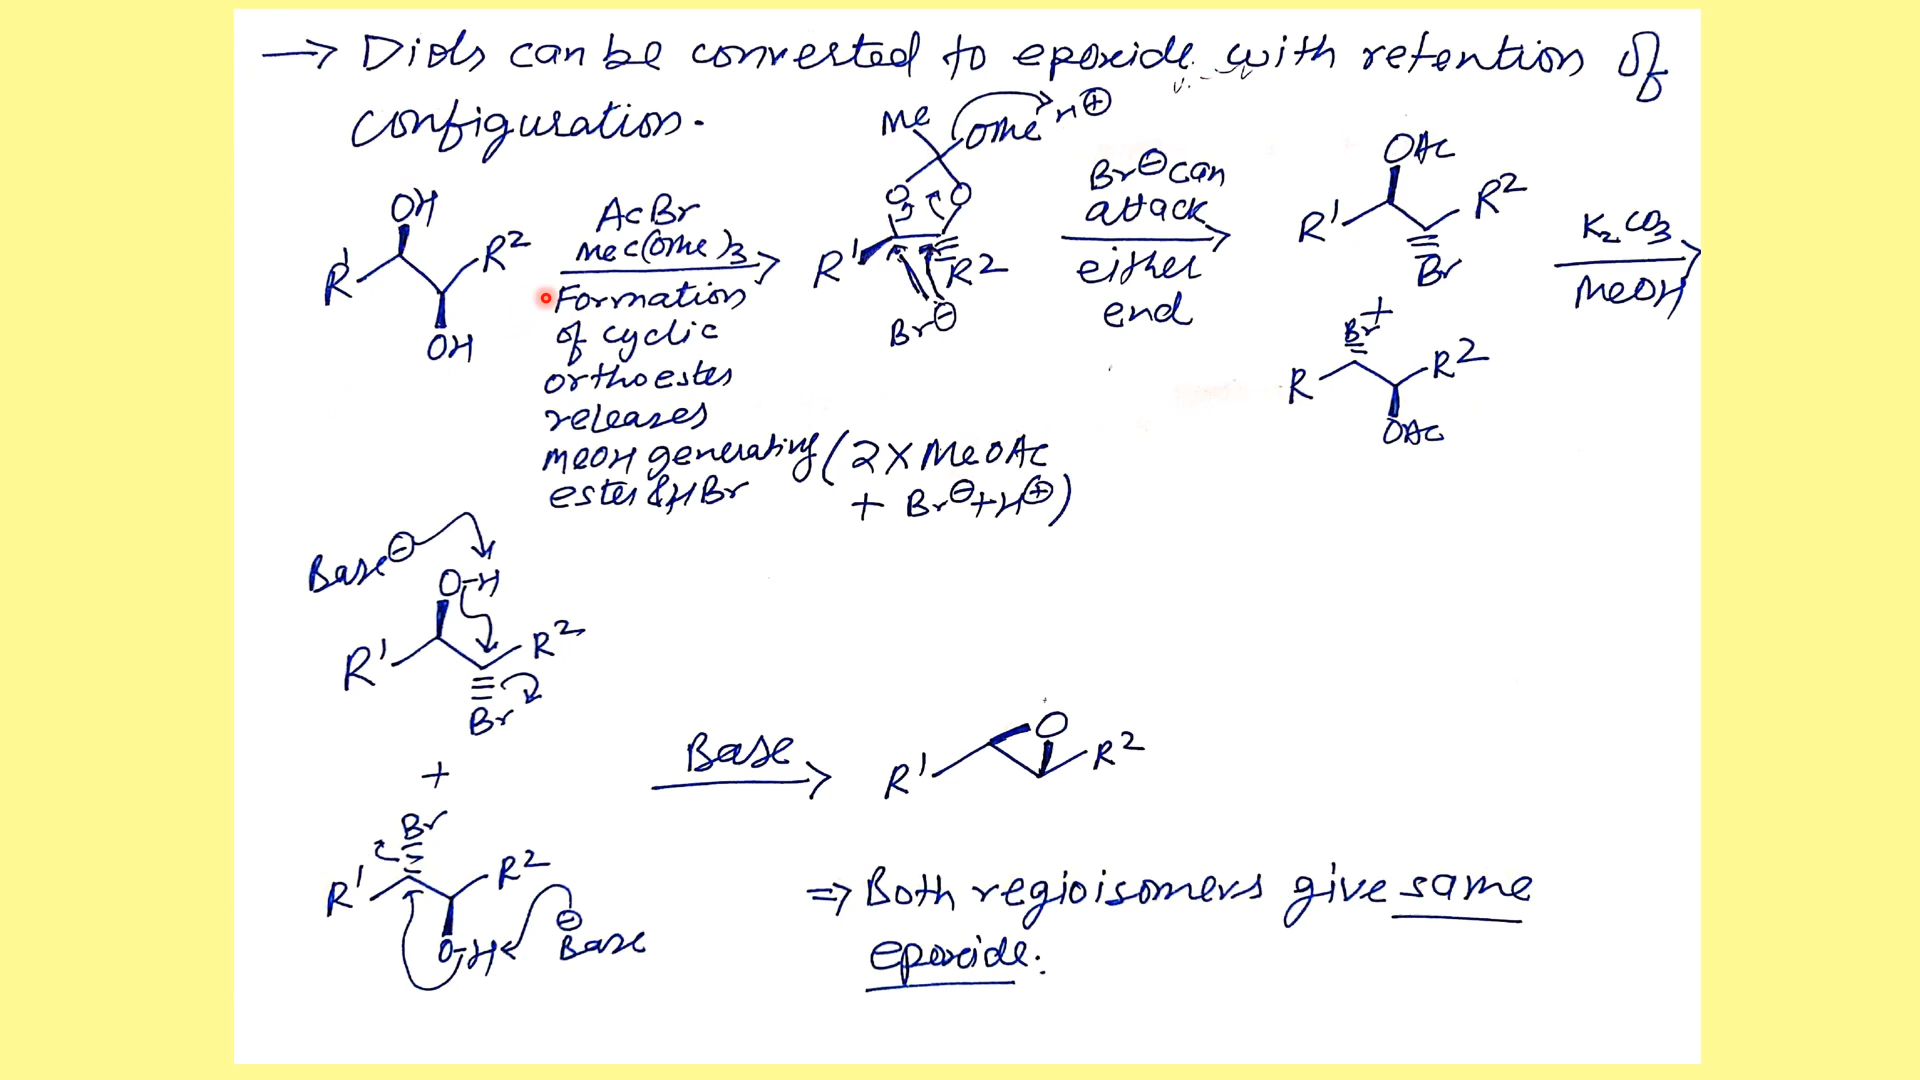 → Diols can be converted to epoxide with retention of
configuration.
Me OMe H⊕
OH
R¹ R²
OH
AcBr
MeC(OMe)3
Formation
of cyclic
orthoester
releases
MeOH generating (2 X MeOAc
ester & HBr + Br⊖ + H⊕)
O O
R¹ R2
Br⊖
Br⊖ can
attack
either
end
OAc
R¹ R²
Br
+
Br
R R2
OAc
K2CO3
MeOH
Base⊖
O-H
R¹ R²
Br
+
Br
R¹ R²
O-H ⊖
Base
Base
O
R¹ R²
⇒ Both regioisomers give same
epoxide.